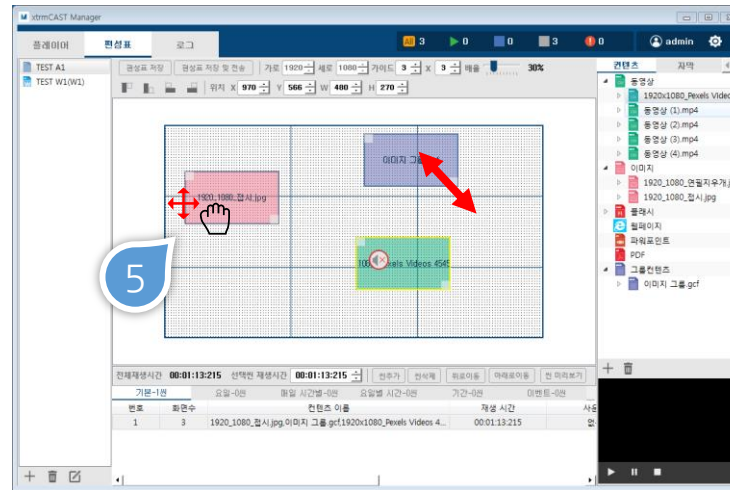 xtrmCAST Manager
플레이어 편성표 로그 All 3 0 0 3 0 admin
TEST A1
TEST W1(W1)
편성표 저장 편성표 저장 및 전송 가로 1920 세로 1080 가이드 3 x 3 배율 30%
위치 X 970 Y 566 W 480 H 270
컨텐츠 자막
동영상
1920x1080_Pexels Video
동영상 (1).mp4
동영상 (2).mp4
동영상 (3).mp4
동영상 (4).mp4
이미지
1920_1080_연필지우개.j
1920_1080_접시.jpg
플래시
웹페이지
파워포인트
PDF
그룹컨텐츠
이미지 그룹.gcf
이미지 그룹
1920_1080_접시.jpg
Pexels Videos 4545
5
전체재생시간 00:01:13:215 선택씬 재생시간 00:01:13:215 씬추가 씬삭제 위로이동 아래로이동 씬 미리보기
기본-1씬 요일-0씬 매일 시간별-0씬 요일별 시간-0씬 기간-0씬 이벤트-0씬
번호 화면수 컨텐츠 이름 재생 시간 사용
1 3 1920_1080_접시.jpg,이미지 그룹.gcf,1920x1080_Pexels Videos 4... 00:01:13:215